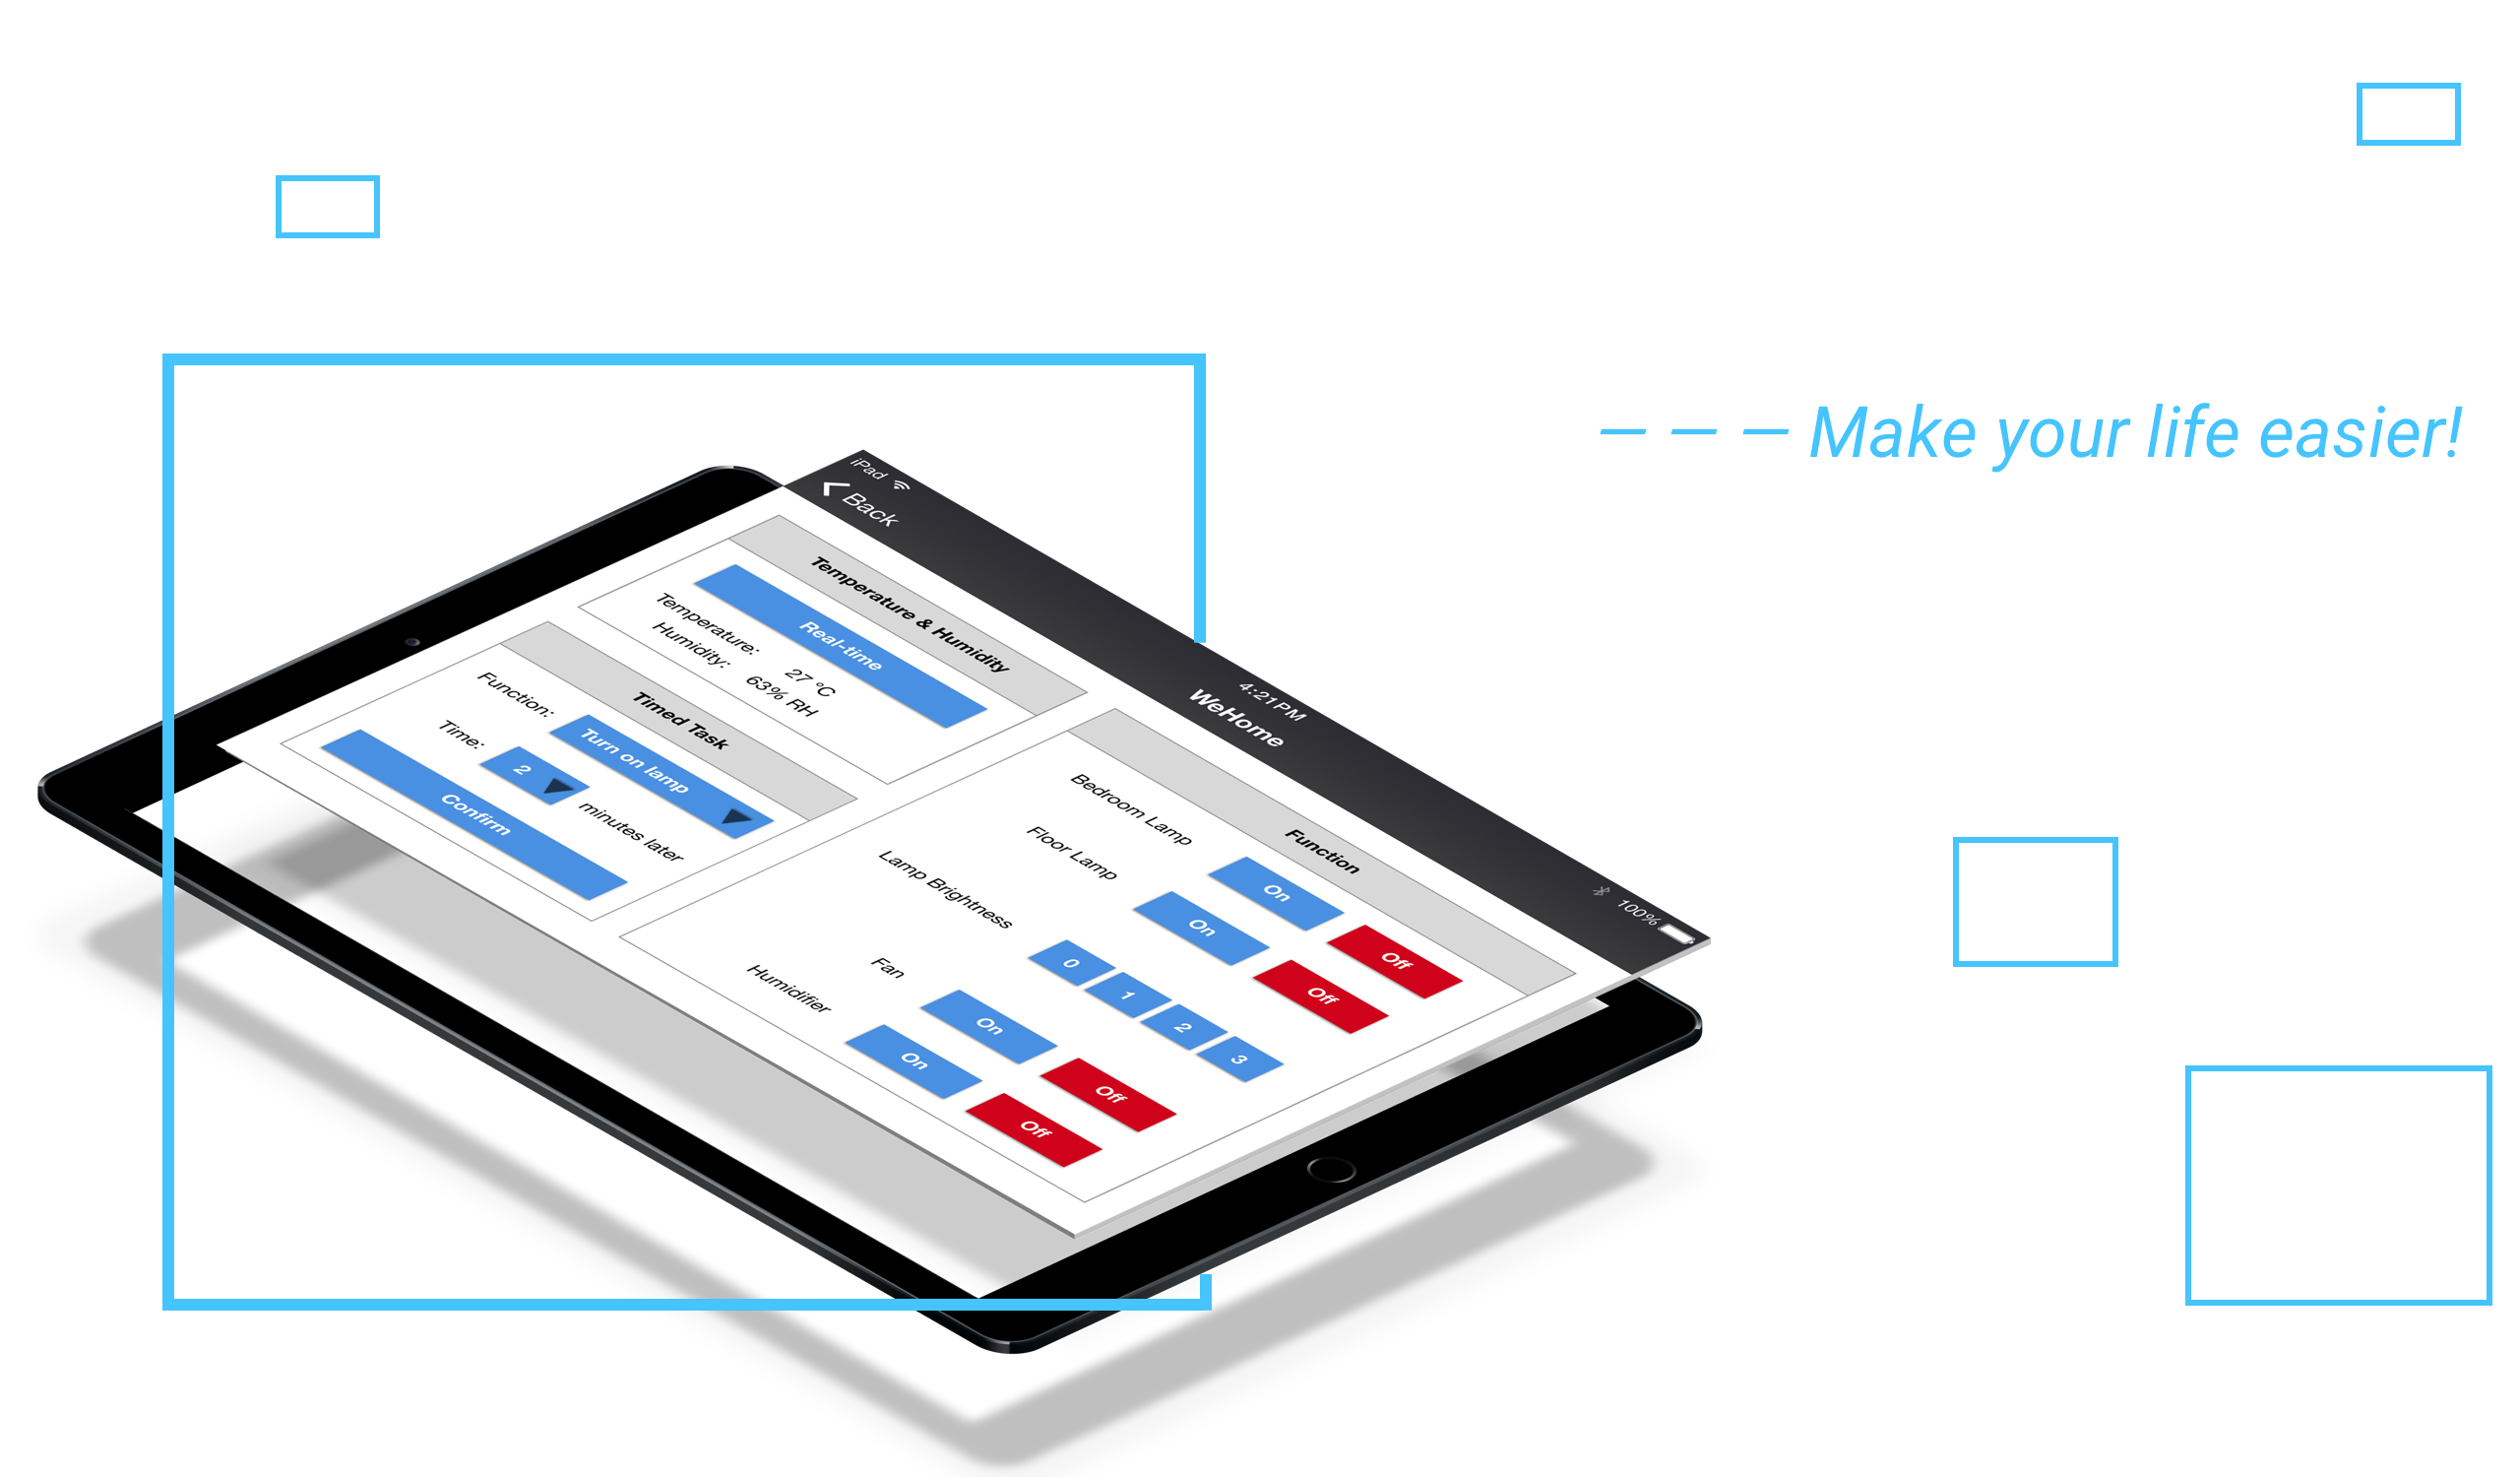 Make your life easier!
iPad
4:21PM
100%
Back
WeHome
Temperature & Humidity
Real-time
Temperature: 27 °C
Humidity: 63% RH
Timed Task
Function: Turn on lamp
Time: 2 minutes later
Confirm
Function
Bedroom Lamp On Off
Floor Lamp On Off
Lamp Brightness 0 1 2 3
Fan On Off
Humidifier On Off